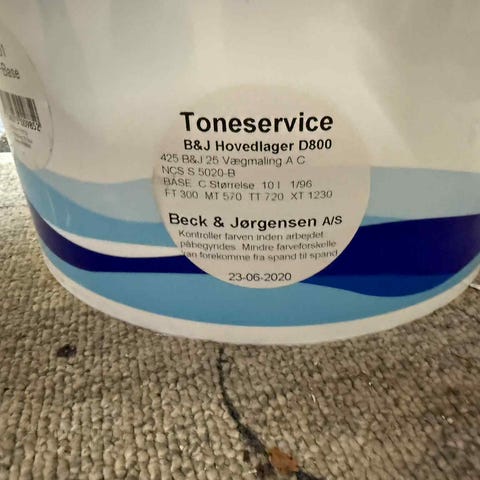 Base
Toneservice
B&J Hovedlager D800
425 B&J 25 Vægmaling A C
NCS S 5020-B
BASE C Størrelse 10 l 1/96
FT 300 MT 570 TT 720 XT 1230
Beck & Jørgensen A/S
Kontroller farven inden arbejdet
påbegyndes. Mindre farveforskelle
kan forekomme fra spand til spand
23-06-2020